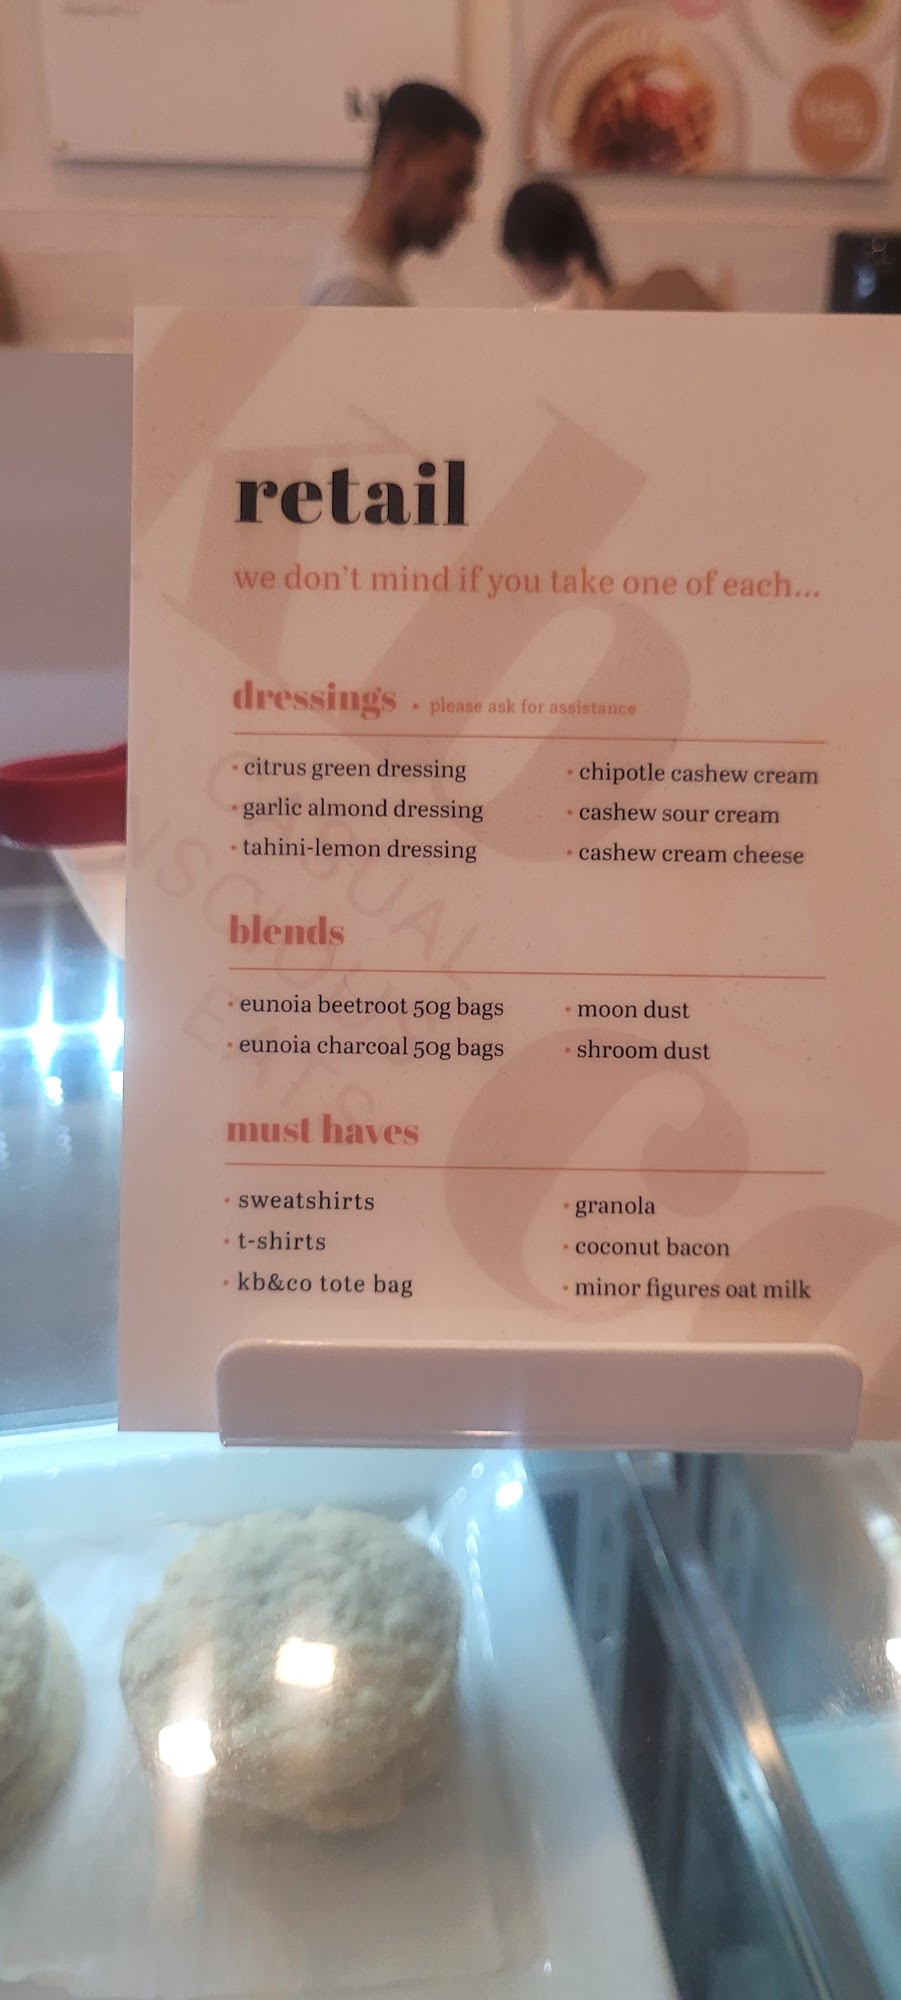 retail
we don't mind if you take one of each...
dressings • please ask for assistance
• citrus green dressing
• garlic almond dressing
• tahini-lemon dressing
• chipotle cashew cream
• cashew sour cream
• cashew cream cheese
blends
• eunoia beetroot 50g bags
• eunoia charcoal 50g bags
• moon dust
• shroom dust
must haves
• sweatshirts
• t-shirts
• kb&co tote bag
• granola
• coconut bacon
• minor figures oat milk
kb
CASUAL
EATS